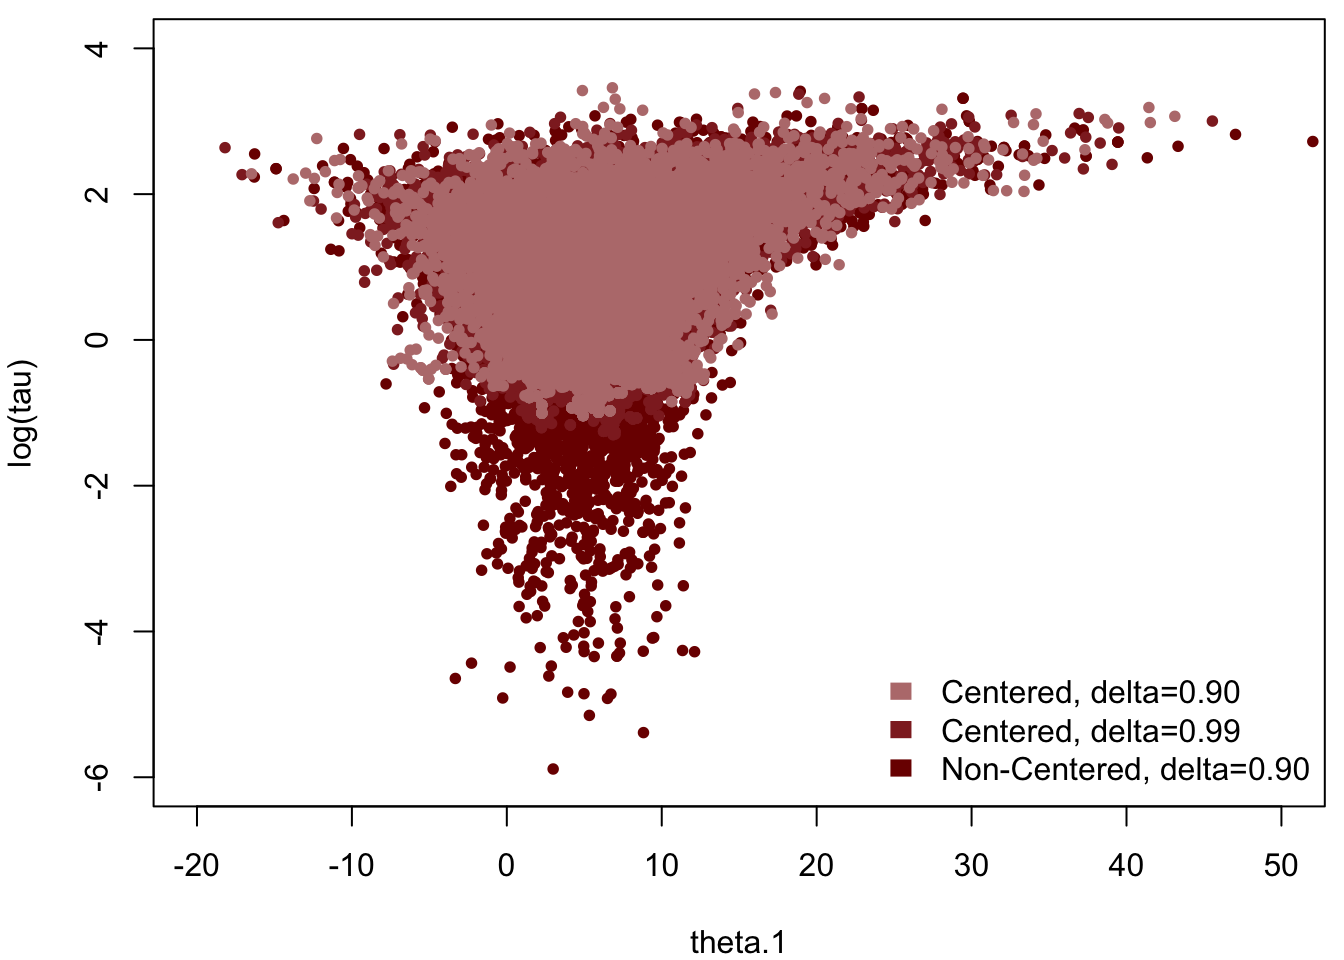 4
2
0
-2
-4
-6
log(tau)
Centered, delta=0.90
Centered, delta=0.99
Non-Centered, delta=0.90
-20 -10 0 10 20 30 40 50
theta.1